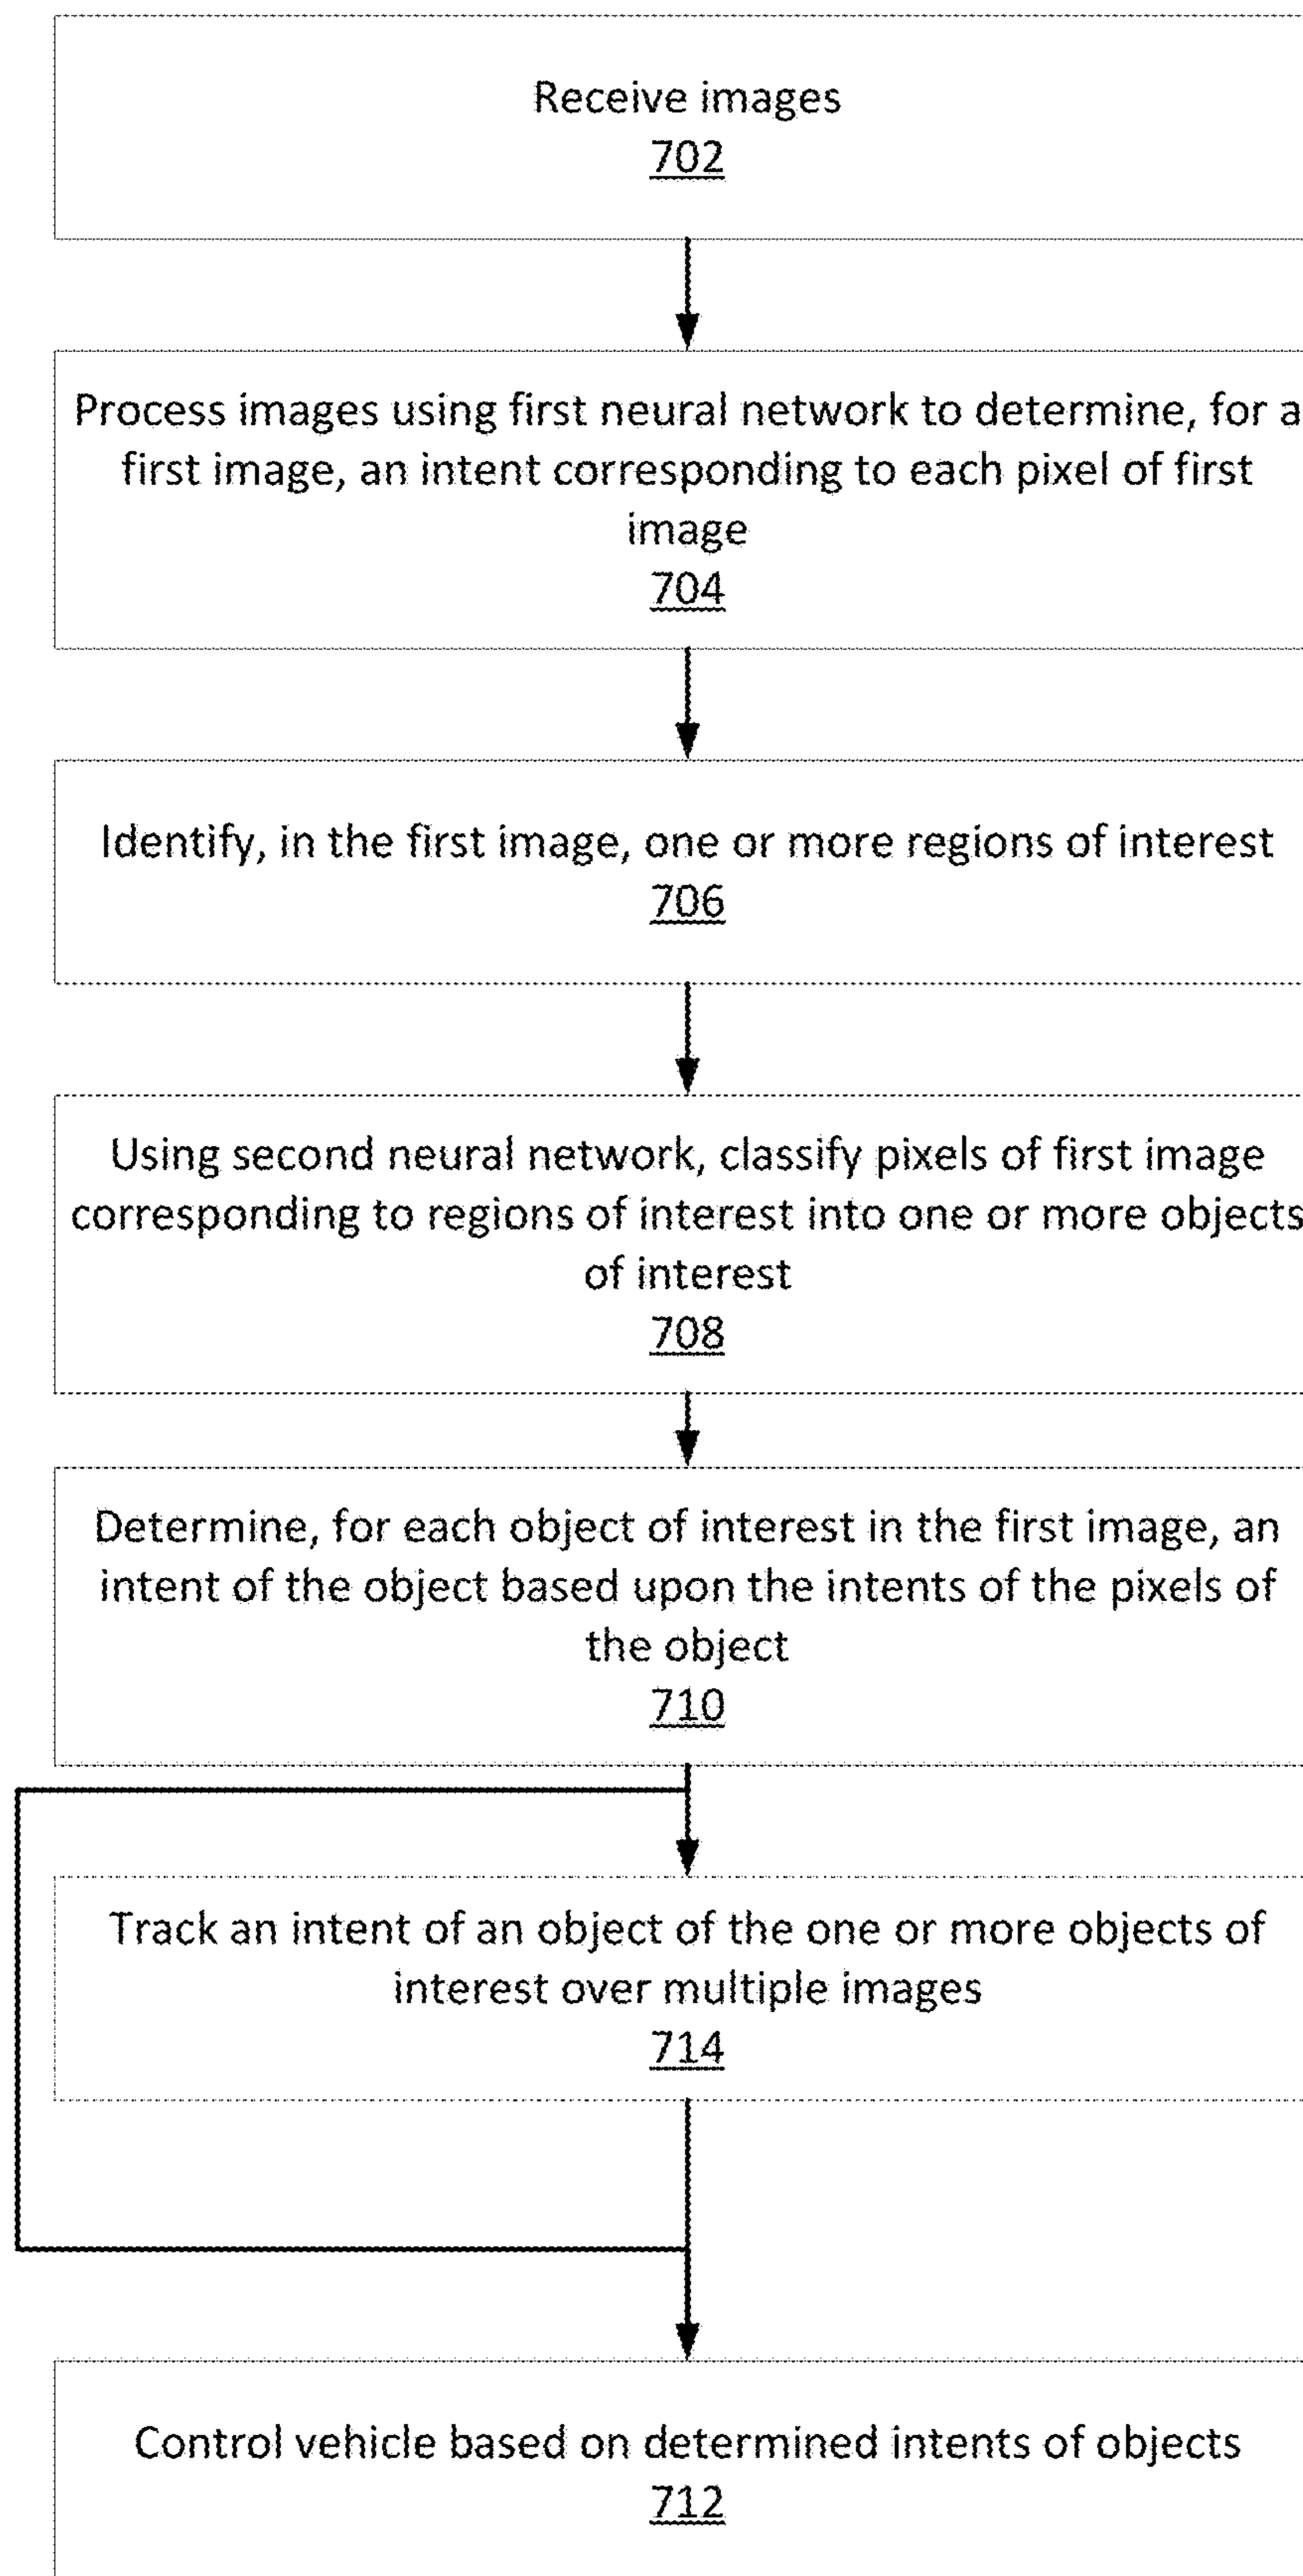 Receive images
702
Process images using first neural network to determine, for a
first image, an intent corresponding to each pixel of first
image
704
Identify, in the first image, one or more regions of interest
706
Using second neural network, classify pixels of first image
corresponding to regions of interest into one or more objects
of interest
708
Determine, for each object of interest in the first image, an
intent of the object based upon the intents of the pixels of
the object
710
Track an intent of an object of the one or more objects of
interest over multiple images
714
Control vehicle based on determined intents of objects
712